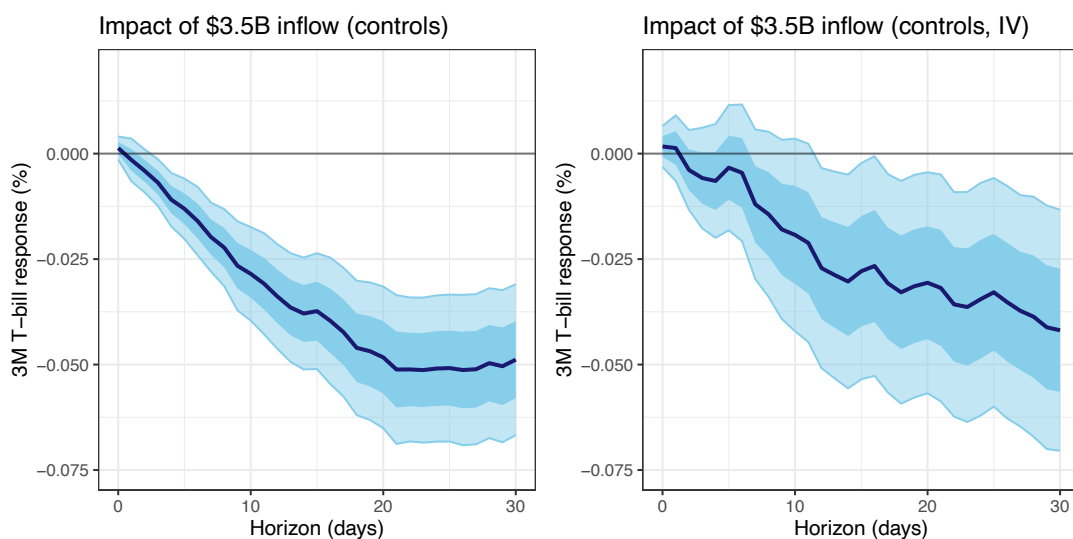 Impact of $3.5B inflow (controls)
3M T−bill response (%)
0.000
−0.025
−0.050
−0.075
0
10
20
30
Horizon (days)
Impact of $3.5B inflow (controls, IV)
3M T−bill response (%)
0.000
−0.025
−0.050
−0.075
0
10
20
30
Horizon (days)